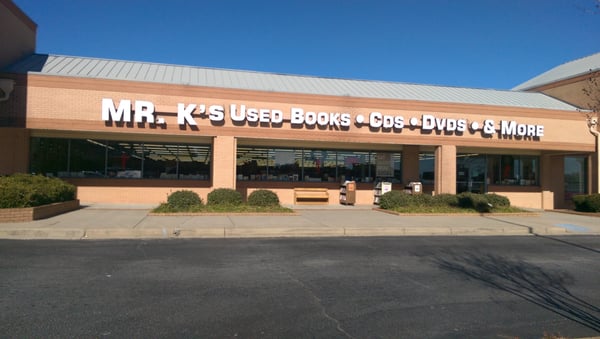 MR. K's USED BOOKS • CDS • DVDS • & MORE